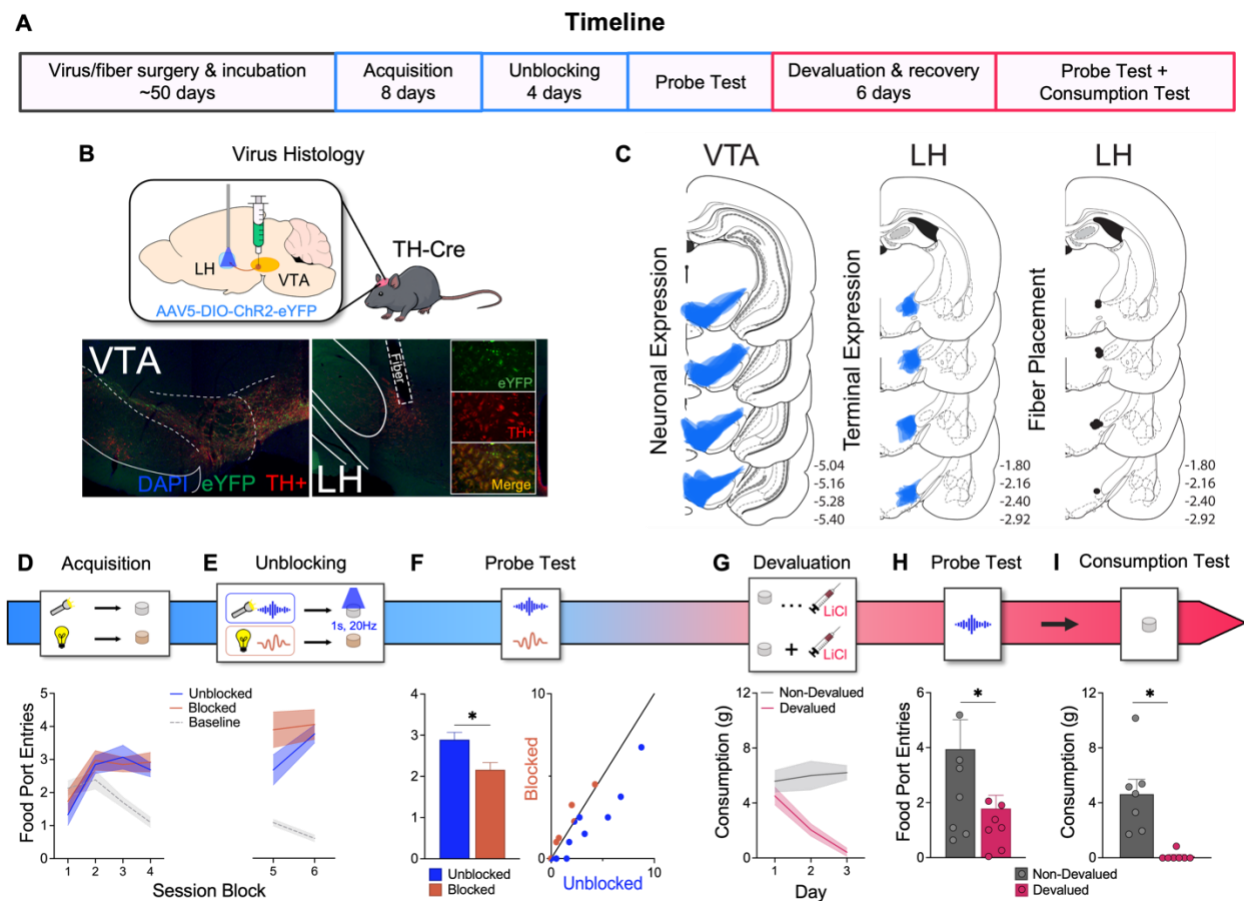 A
Timeline
Virus/fiber surgery & incubation
~50 days
Acquisition
8 days
Unblocking
4 days
Probe Test
Devaluation & recovery
6 days
Probe Test +
Consumption Test
B
Virus Histology
LH
VTA
AAV5-DIO-ChR2-eYFP
TH-Cre
VTA
DAPI eYFP TH+
LH
Fiber
eYFP
TH+
Merge
C
VTA
LH
LH
Neuronal Expression
Terminal Expression
Fiber Placement
-5.04
-5.16
-5.28
-5.40
-1.80
-2.16
-2.40
-2.92
-1.80
-2.16
-2.40
-2.92
D
Acquisition
E
Unblocking
1s, 20Hz
F
Probe Test
G
Devaluation
LiCl
LiCl
H
Probe Test
I
Consumption Test
Food Port Entries
5
4
3
2
1
0
1
2
3
4
5
6
Session Block
Unblocked
Blocked
Baseline
4
3
2
1
0
*
Unblocked
Blocked
Blocked
10
0
0
10
Unblocked
Consumption (g)
12
8
4
0
Non-Devalued
Devalued
1
2
3
Day
Food Port Entries
6
4
2
0
*
Non-Devalued
Devalued
Consumption (g)
12
8
4
0
*